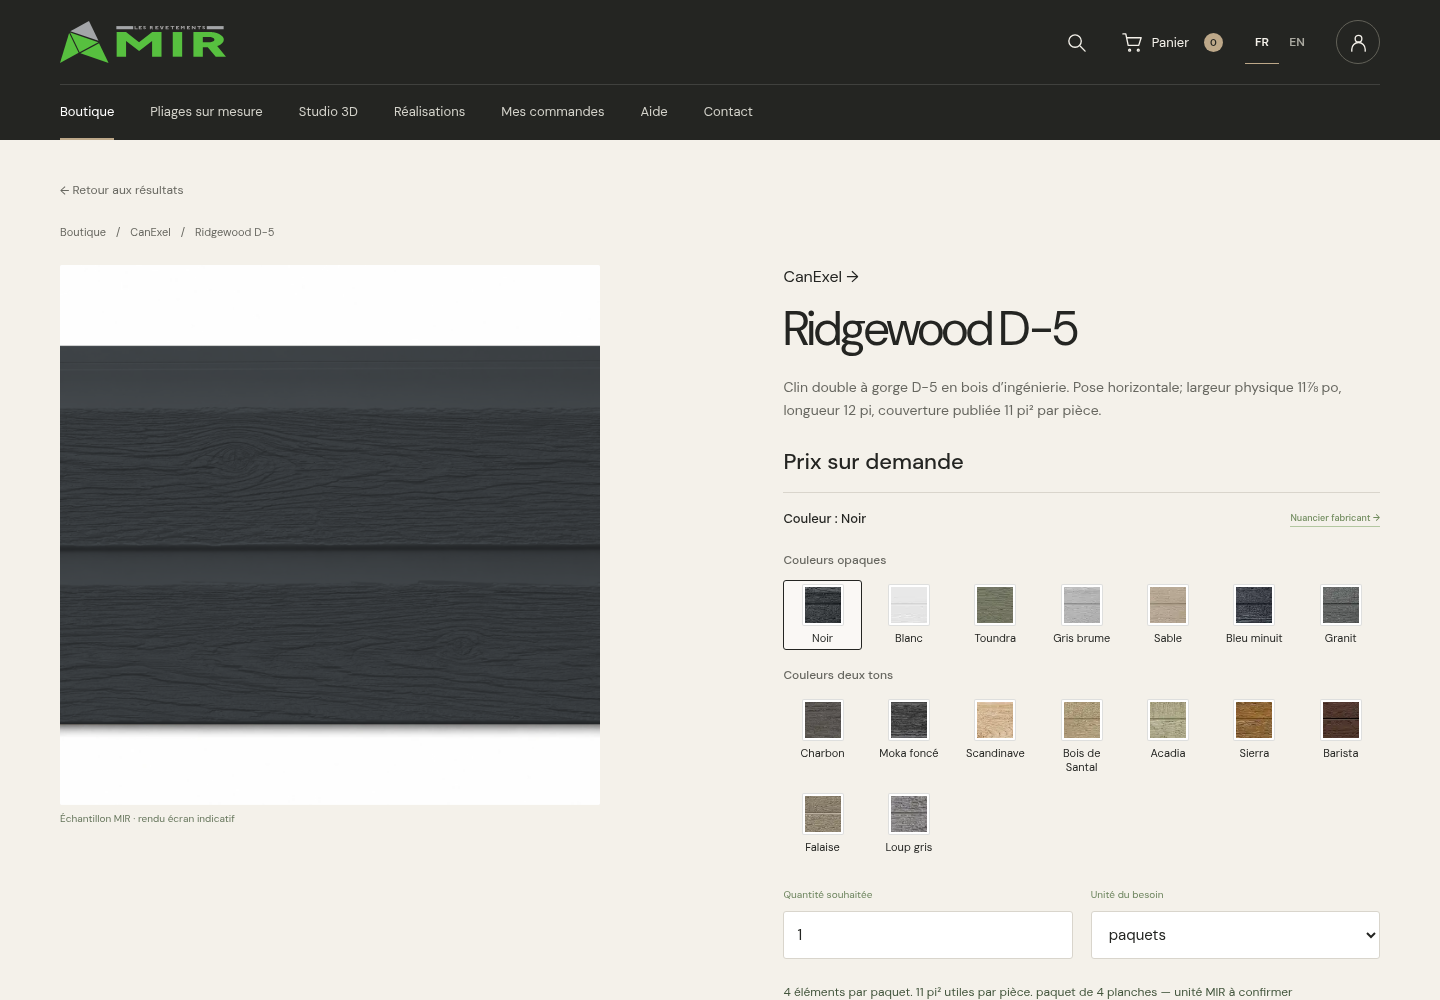 LES REVÊTEMENTS
MIR
Panier 0 FR EN
Boutique Pliages sur mesure Studio 3D Réalisations Mes commandes Aide Contact
← Retour aux résultats
Boutique / CanExel / Ridgewood D-5
CanExel →
Ridgewood D-5
Clin double à gorge D-5 en bois d’ingénierie. Pose horizontale; largeur physique 11⅞ po,
longueur 12 pi, couverture publiée 11 pi² par pièce.
Prix sur demande
Couleur : Noir
Nuancier fabricant →
Couleurs opaques
Noir Blanc Toundra Gris brume Sable Bleu minuit Granit
Couleurs deux tons
Charbon Moka foncé Scandinave Bois de Santal Acadia Sierra Barista
Falaise Loup gris
Échantillon MIR · rendu écran indicatif
Quantité souhaitée Unité du besoin
1 paquets
4 éléments par paquet. 11 pi² utiles par pièce. paquet de 4 planches — unité MIR à confirmer